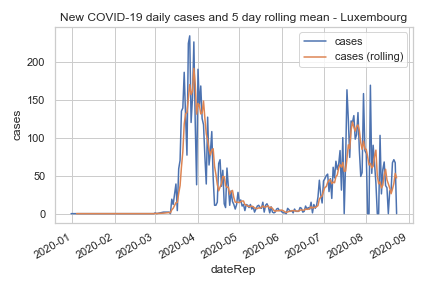 New COVID-19 daily cases and 5 day rolling mean - Luxembourg
cases
cases (rolling)
200
150
100
50
0
cases
2020-01
2020-02
2020-03
2020-04
2020-05
2020-06
2020-07
2020-08
2020-09
dateRep